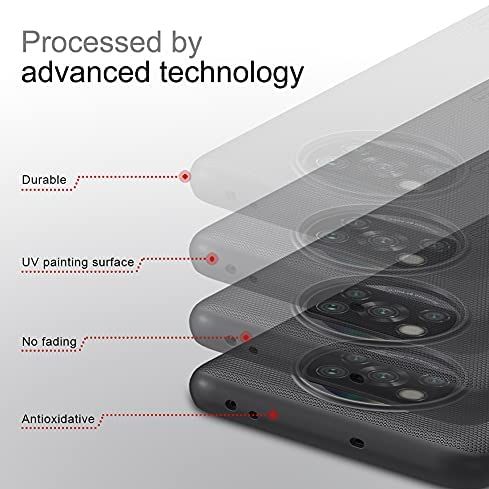 Processed by
advanced technology
Durable
UV painting surface
No fading
Antioxidative